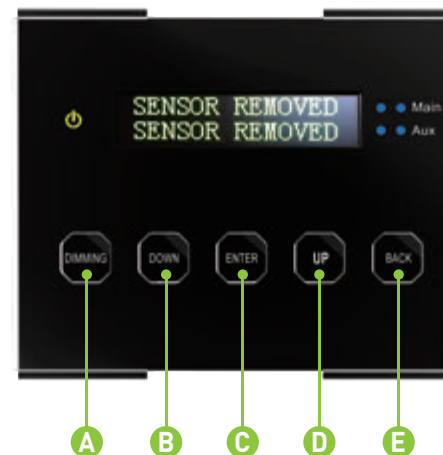 SENSOR REMOVED
SENSOR REMOVED
Main
Aux
DIMMING DOWN ENTER UP BACK
A B C D E